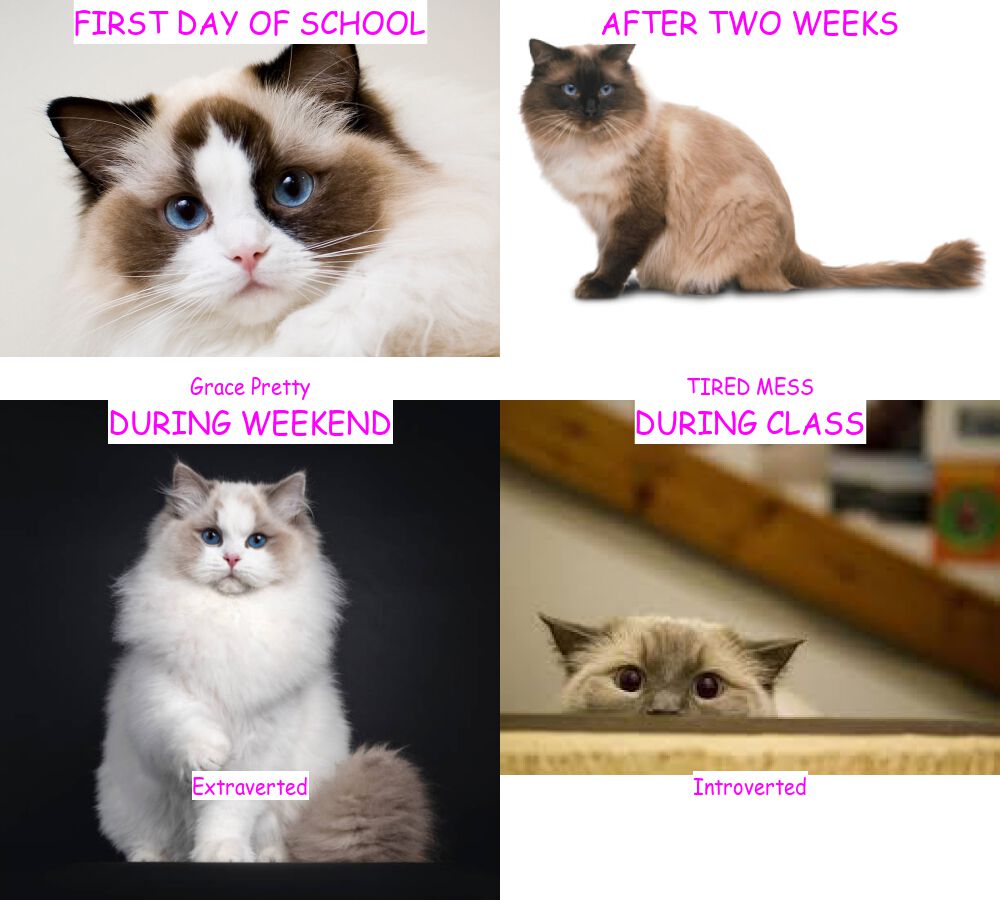 FIRST DAY OF SCHOOL
AFTER TWO WEEKS
Grace Pretty
TIRED MESS
DURING WEEKEND
DURING CLASS
Extraverted
Introverted